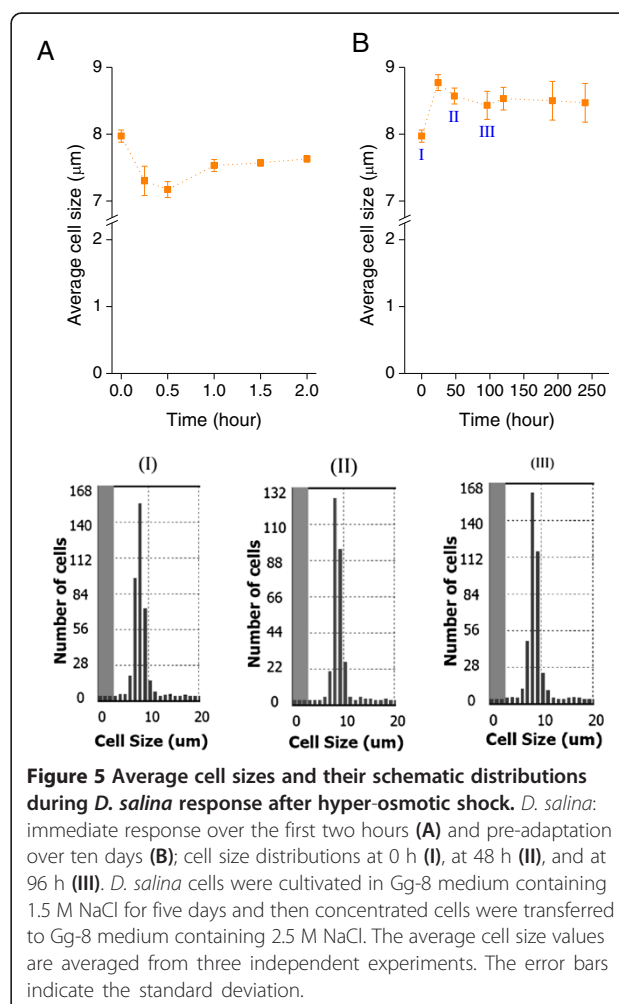 A
B
9
8
7
2
1
0
Average cell size (µm)
0.0 0.5 1.0 1.5 2.0
Time (hour)
9
8
7
2
1
0
Average cell size (µm)
I
II
III
0 50 100 150 200 250
Time (hour)
(I)
168
140
112
84
56
28
0
Number of cells
0 10 20
Cell Size (um)
(II)
132
110
88
66
44
22
0
Number of cells
0 10 20
Cell Size (um)
(III)
168
140
112
84
56
28
0
Number of cells
0 10 20
Cell Size (um)
Figure 5 Average cell sizes and their schematic distributions
during D. salina response after hyper-osmotic shock. D. salina:
immediate response over the first two hours (A) and pre-adaptation
over ten days (B); cell size distributions at 0 h (I), at 48 h (II), and at
96 h (III). D. salina cells were cultivated in Gg-8 medium containing
1.5 M NaCl for five days and then concentrated cells were transferred
to Gg-8 medium containing 2.5 M NaCl. The average cell size values
are averaged from three independent experiments. The error bars
indicate the standard deviation.